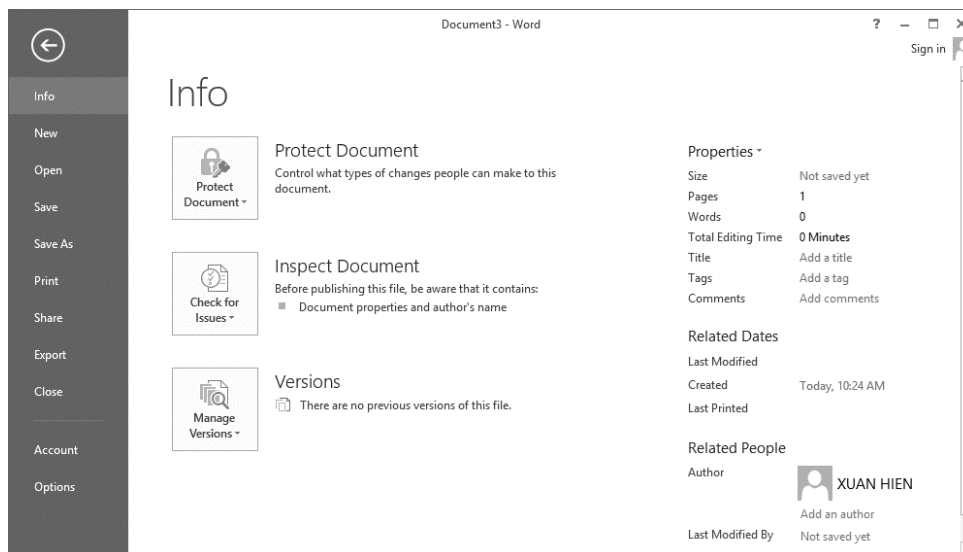 Document3 - Word
?
Sign in
Info
New
Open
Save
Save As
Print
Share
Export
Close
Account
Options
Info
Protect Document
Protect Document
Control what types of changes people can make to this
document.
Check for Issues
Inspect Document
Before publishing this file, be aware that it contains:
Document properties and author's name
Manage Versions
Versions
There are no previous versions of this file.
Properties
Size Not saved yet
Pages 1
Words 0
Total Editing Time 0 Minutes
Title Add a title
Tags Add a tag
Comments Add comments
Related Dates
Last Modified
Created Today, 10:24 AM
Last Printed
Related People
Author XUAN HIEN
Add an author
Last Modified By Not saved yet